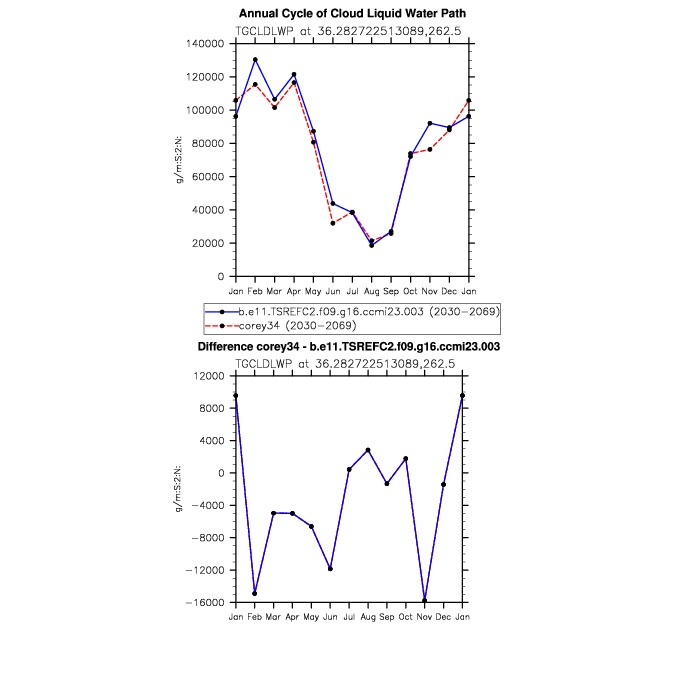 Annual Cycle of Cloud Liquid Water Path
TGCLDLWP at 36.282722513089,262.5
140000
120000
100000
80000
60000
40000
20000
0
g/m:S:2:N:
Jan Feb Mar Apr May Jun Jul Aug Sep Oct Nov Dec Jan
b.e11.TSREFC2.f09.g16.ccmi23.003 (2030-2069)
corey34 (2030-2069)
Difference corey34 - b.e11.TSREFC2.f09.g16.ccmi23.003
TGCLDLWP at 36.282722513089,262.5
12000
8000
4000
0
-4000
-8000
-12000
-16000
g/m:S:2:N:
Jan Feb Mar Apr May Jun Jul Aug Sep Oct Nov Dec Jan